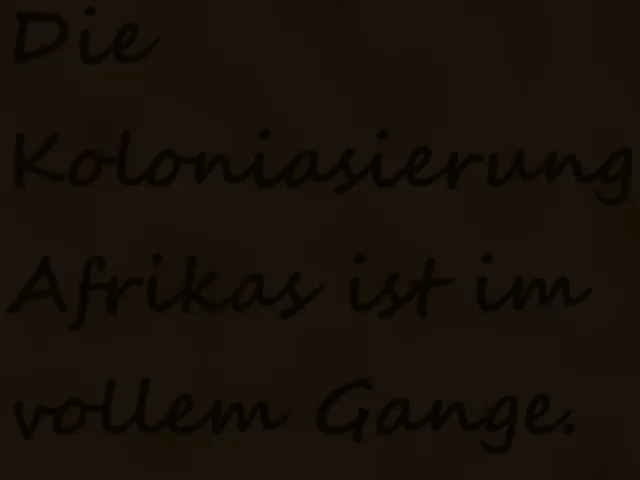 Die
Koloniasierung
Afrikas ist im
vollem Gange.